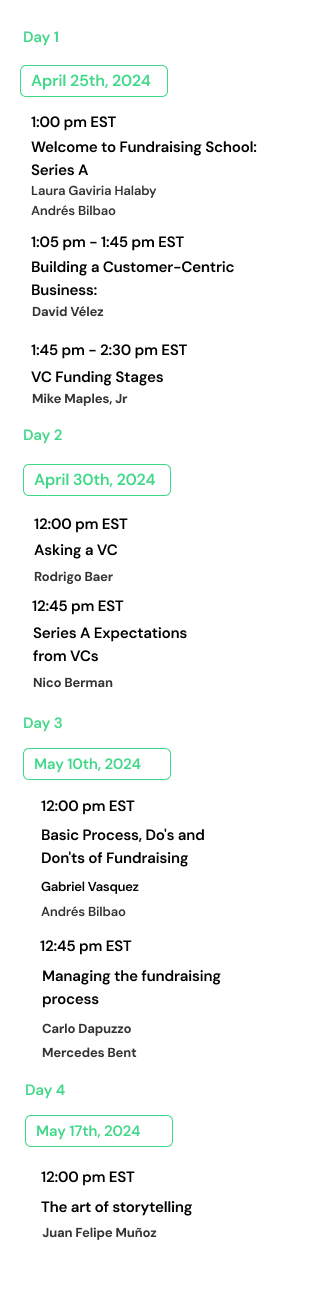 Day 1
April 25th, 2024
1:00 pm EST
Welcome to Fundraising School:
Series A
Laura Gaviria Halaby
Andrés Bilbao
1:05 pm - 1:45 pm EST
Building a Customer-Centric
Business:
David Vélez
1:45 pm - 2:30 pm EST
VC Funding Stages
Mike Maples, Jr
Day 2
April 30th, 2024
12:00 pm EST
Asking a VC
Rodrigo Baer
12:45 pm EST
Series A Expectations
from VCs
Nico Berman
Day 3
May 10th, 2024
12:00 pm EST
Basic Process, Do's and
Don'ts of Fundraising
Gabriel Vasquez
Andrés Bilbao
12:45 pm EST
Managing the fundraising
process
Carlo Dapuzzo
Mercedes Bent
Day 4
May 17th, 2024
12:00 pm EST
The art of storytelling
Juan Felipe Muñoz